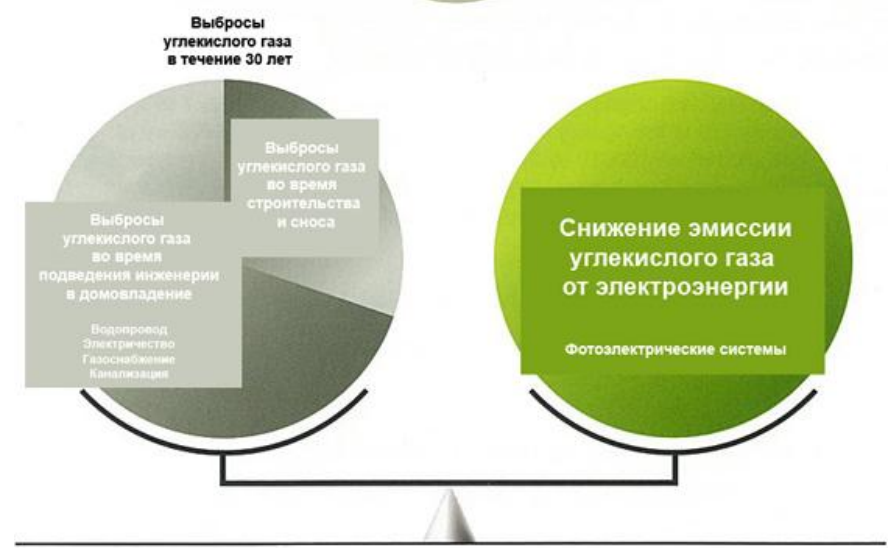 Выбросы
углекислого газа
в течение 30 лет
Выбросы
углекислого газа
во время
строительства
и сноса
Выбросы
углекислого газа
во время
подведения инженерии
в домовладение
Водопровод
Электричество
Газоснабжение
Канализация
Снижение эмиссии
углекислого газа
от электроэнергии
Фотоэлектрические системы